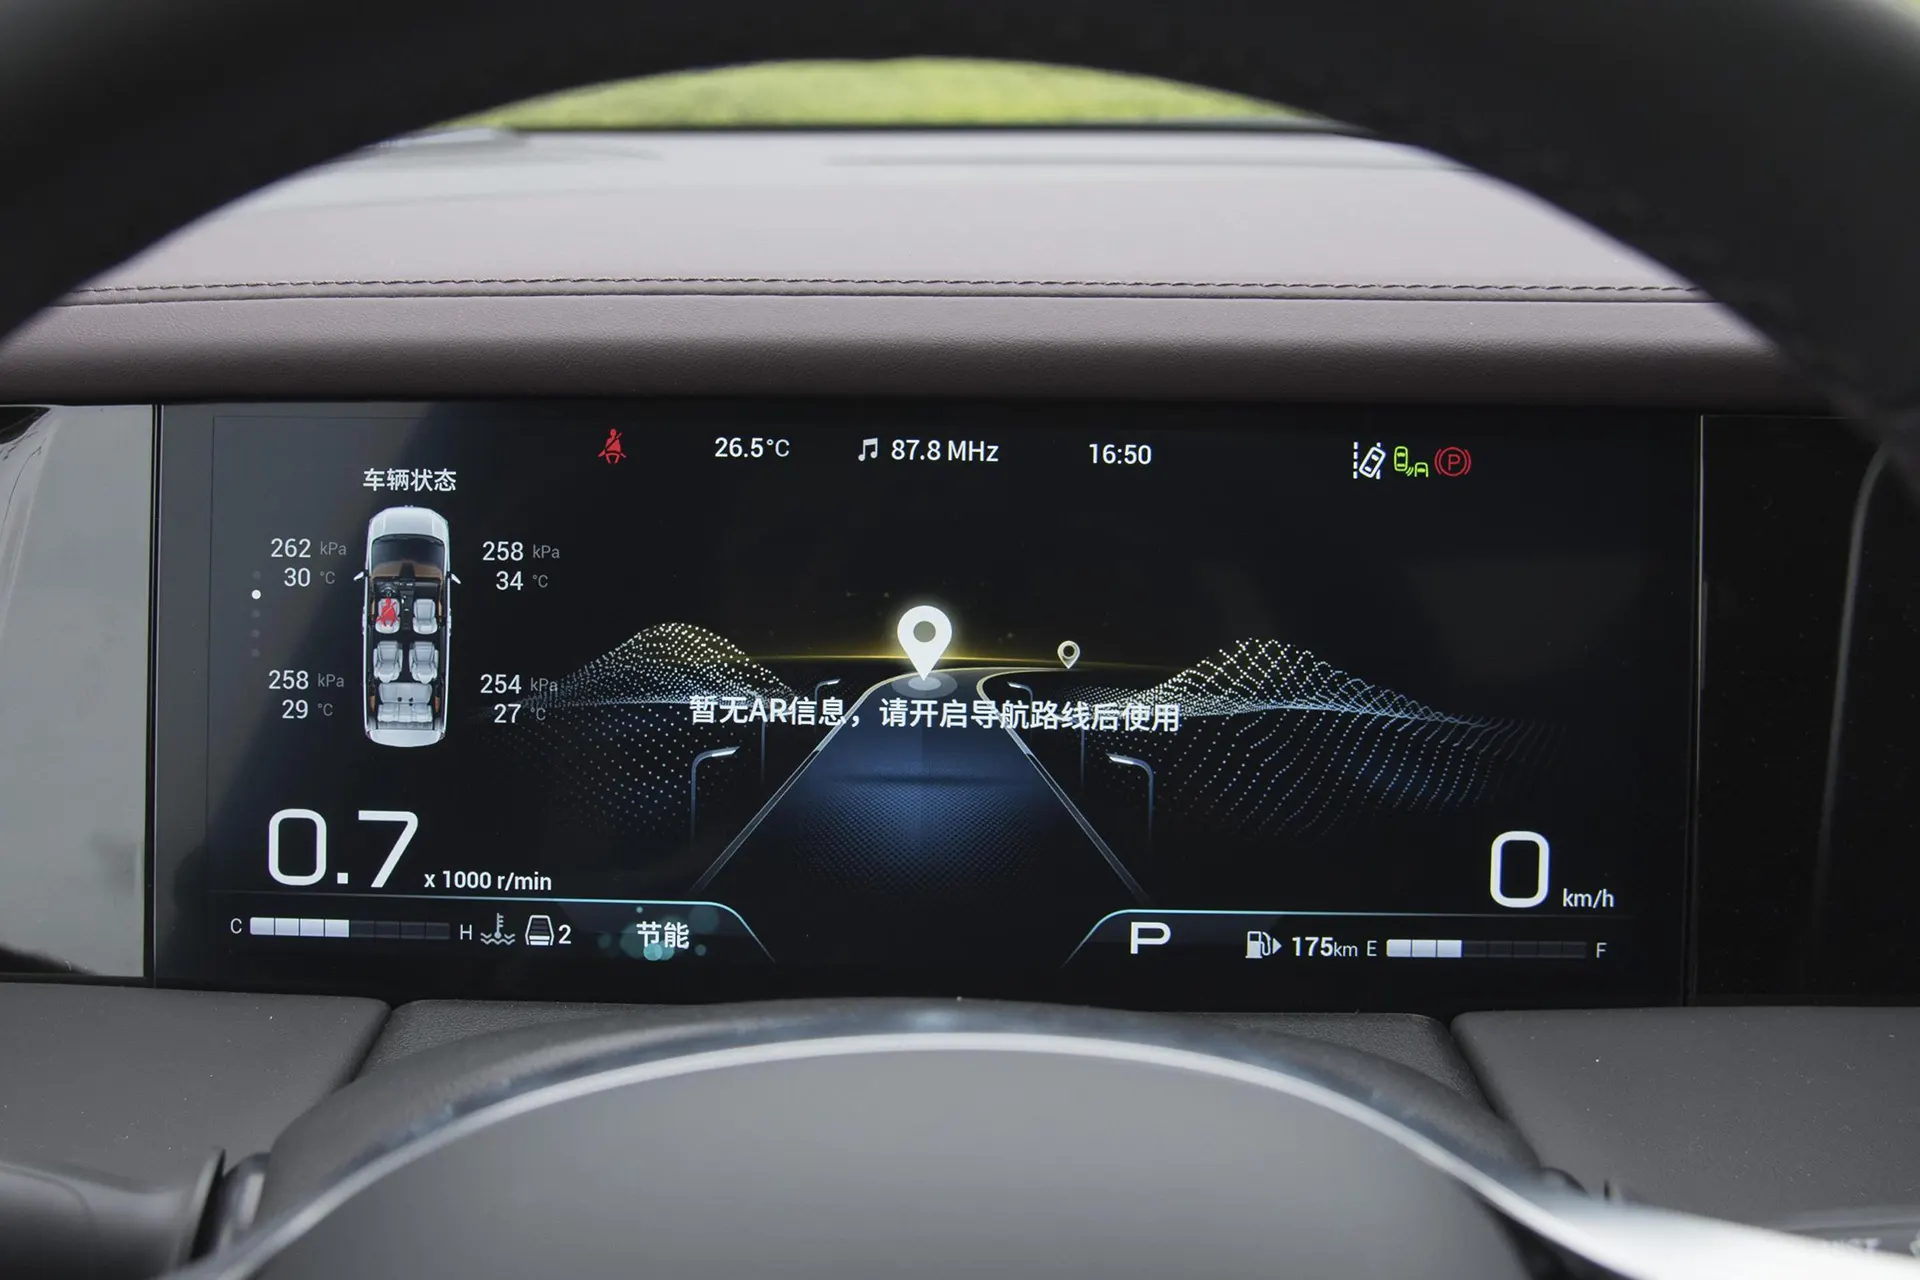 26.5°C
87.8 MHz
16:50
车辆状态
262 kPa
30 °C
258 kPa
34 °C
258 kPa
29 °C
254 kPa
27 °C
暂无AR信息，请开启导航路线后使用
0.7 x 1000 r/min
0 km/h
C H 2
节能
P
175km E F